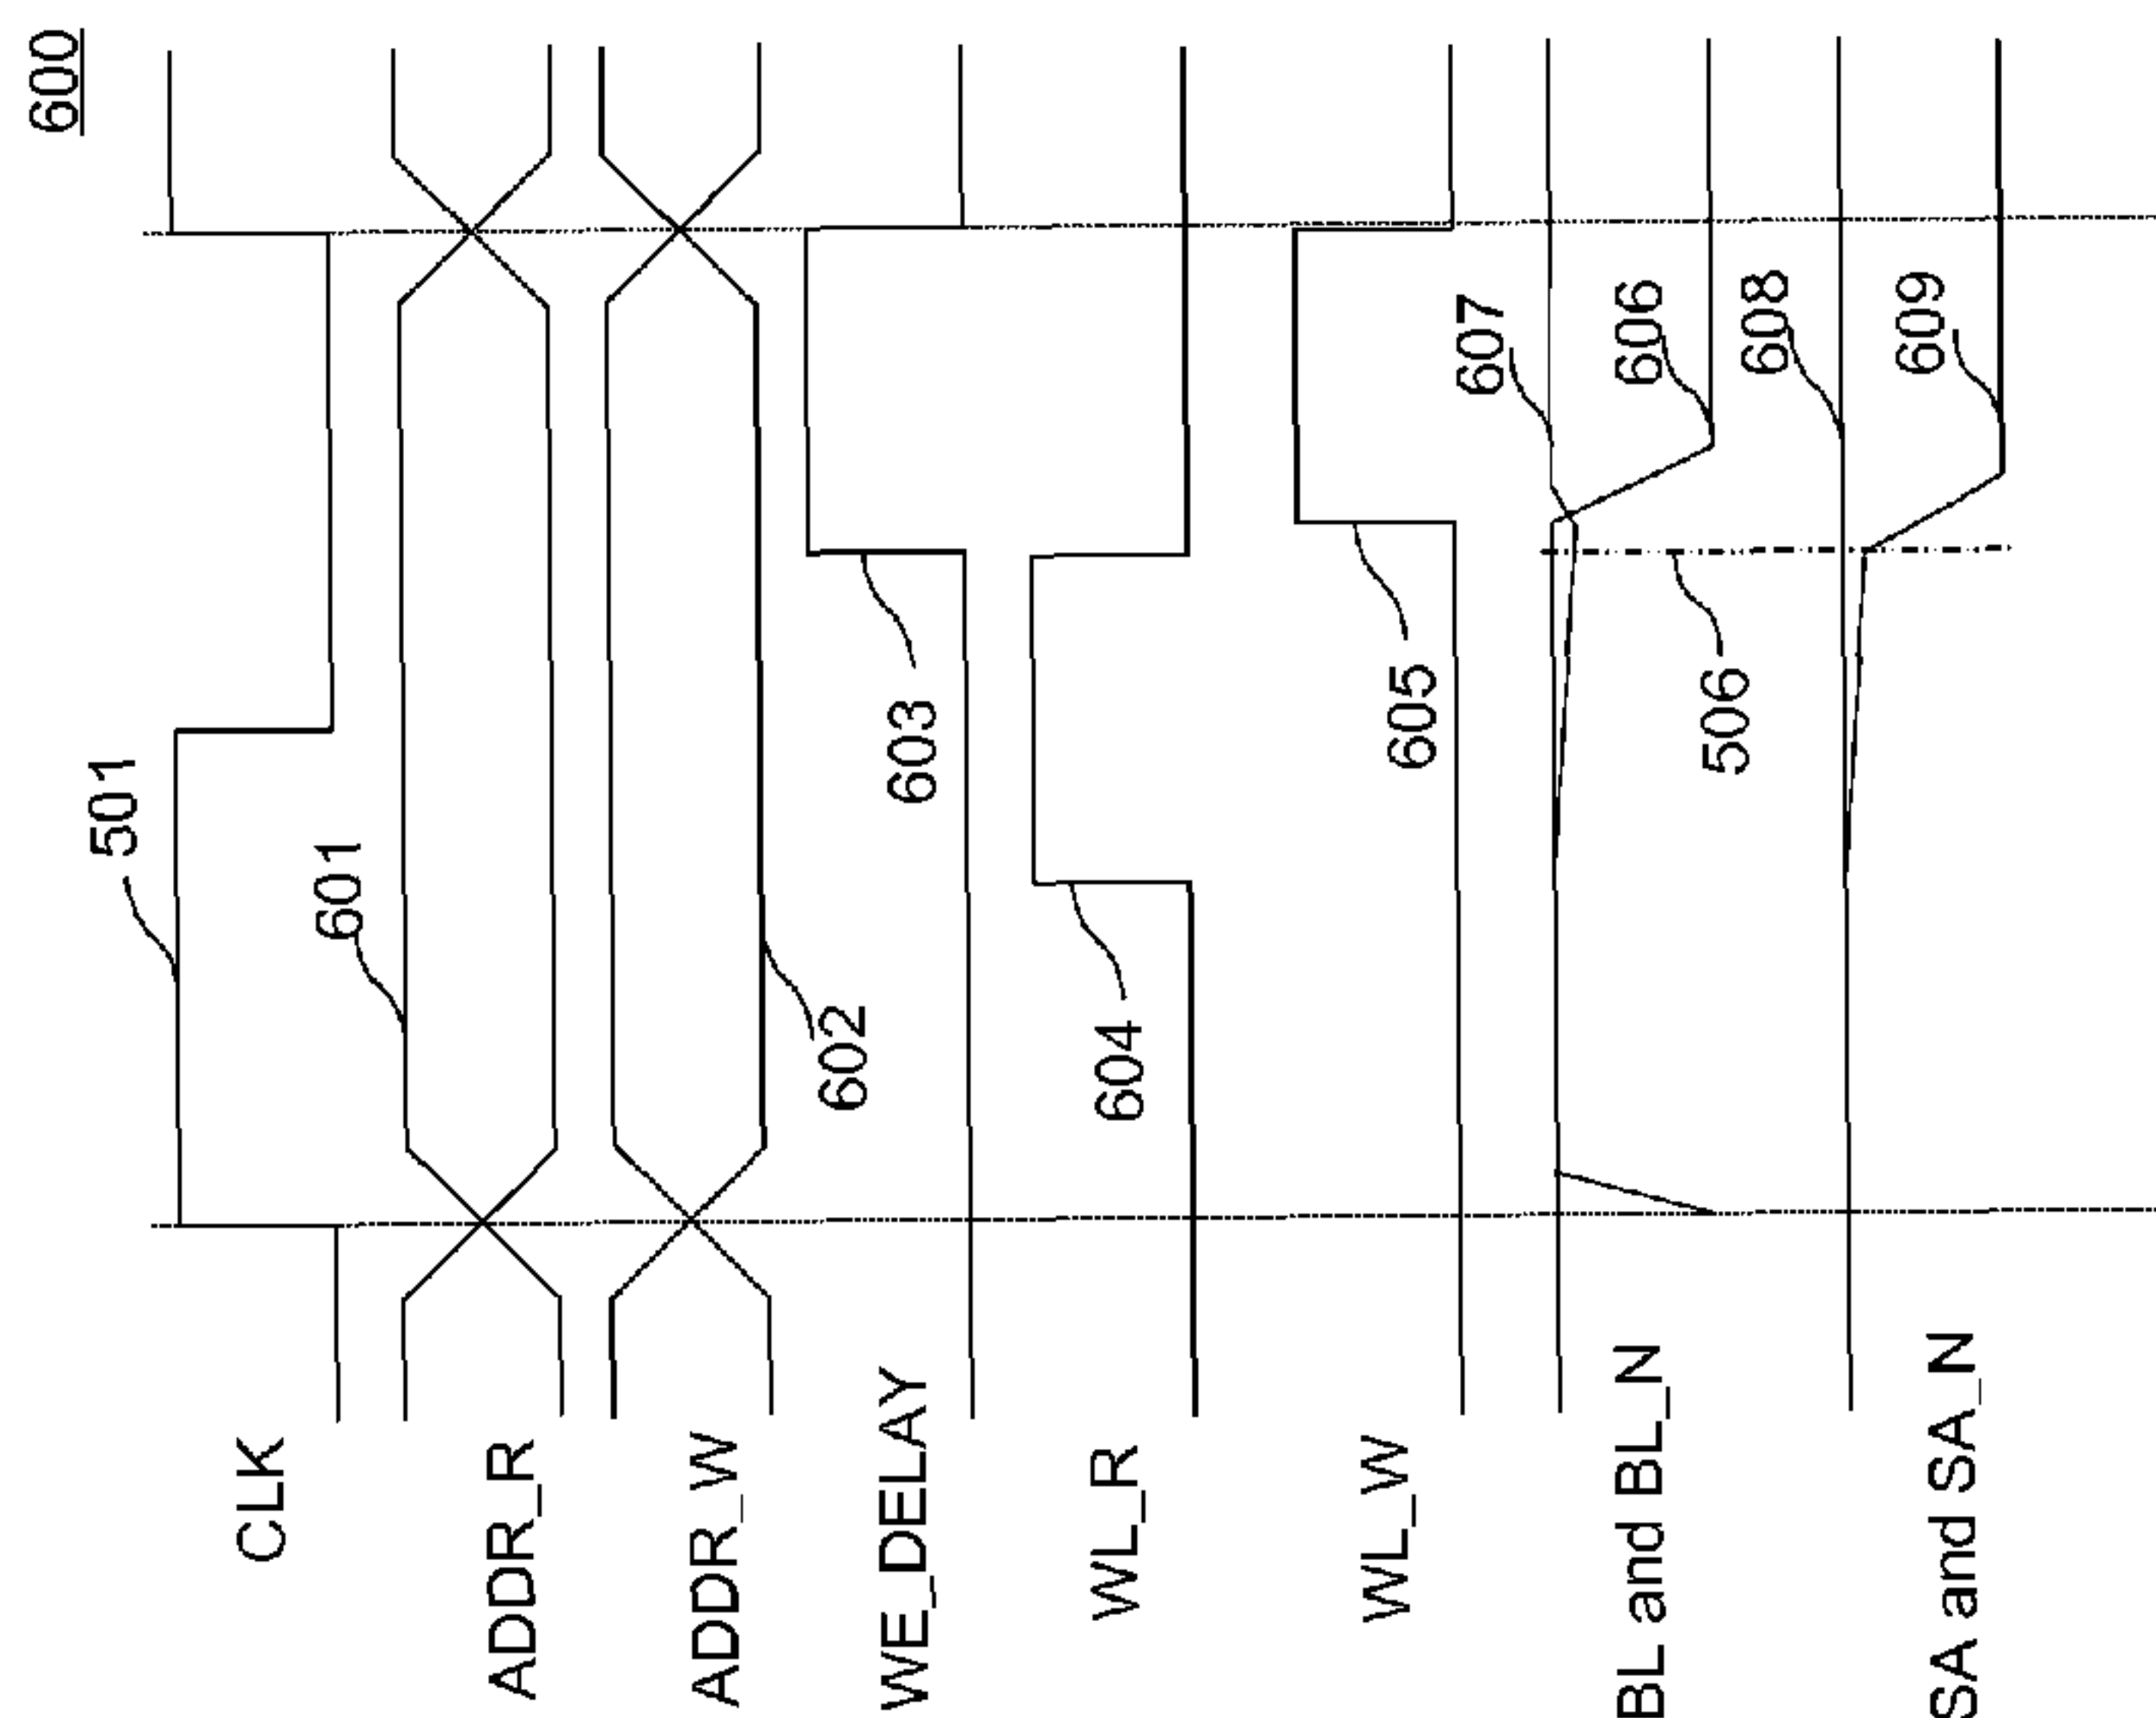 600
CLK
501
ADDR_R
601
ADDR_W
602
WE_DELAY
603
WL_R
604
WL_W
605
BL and BL_N
607
606
506
SA and SA_N
608
609